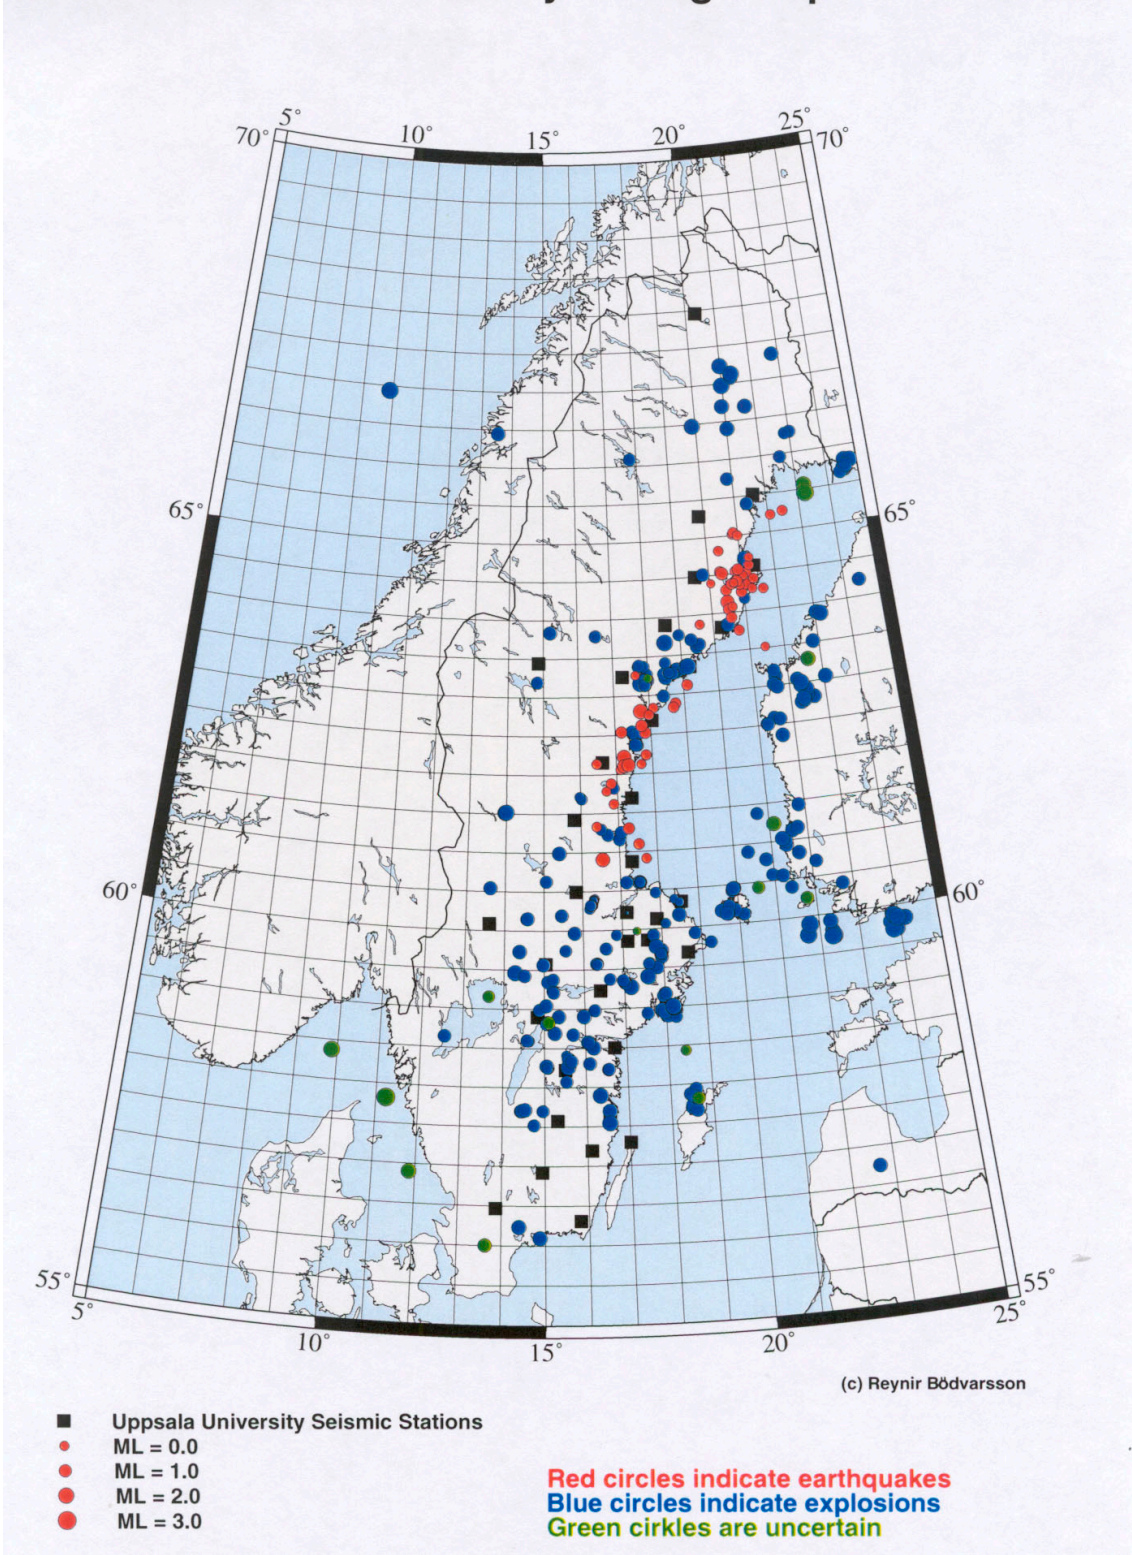 5° 10° 15° 20° 25°
70° 70°
65° 65°
60° 60°
55° 55°
5° 10° 15° 20° 25°
(c) Reynir Bödvarsson
Uppsala University Seismic Stations
ML = 0.0
ML = 1.0
ML = 2.0
ML = 3.0
Red circles indicate earthquakes
Blue circles indicate explosions
Green cirkles are uncertain